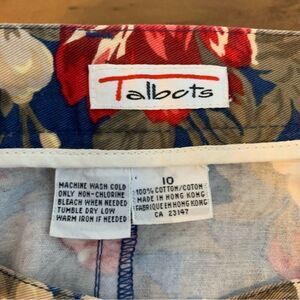 Talbots
MACHINE WASH COLD
ONLY NON-CHLORINE
BLEACH WHEN NEEDED
TUMBLE DRY LOW
WARM IRON IF NEEDED
10
100% COTTON/COTON
MADE IN HONG KONG
FABRIQUE EN HONG KONG
CA 23147